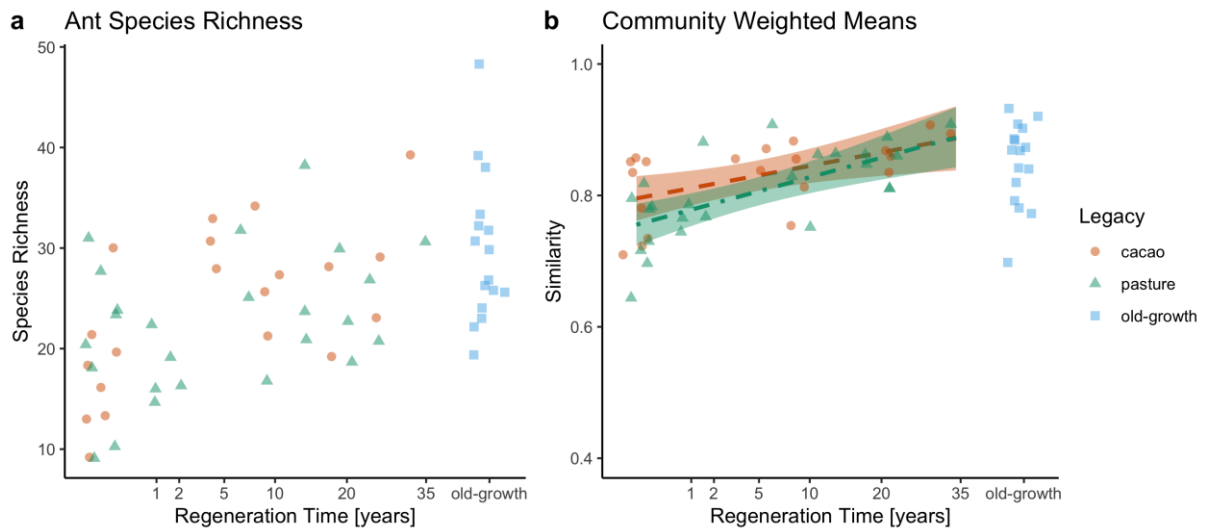 a Ant Species Richness
Species Richness
50
40
30
20
10
1 2 5 10 20 35 old-growth
Regeneration Time [years]
b Community Weighted Means
Similarity
1.0
0.8
0.6
0.4
1 2 5 10 20 35 old-growth
Regeneration Time [years]
Legacy
cacao
pasture
old-growth